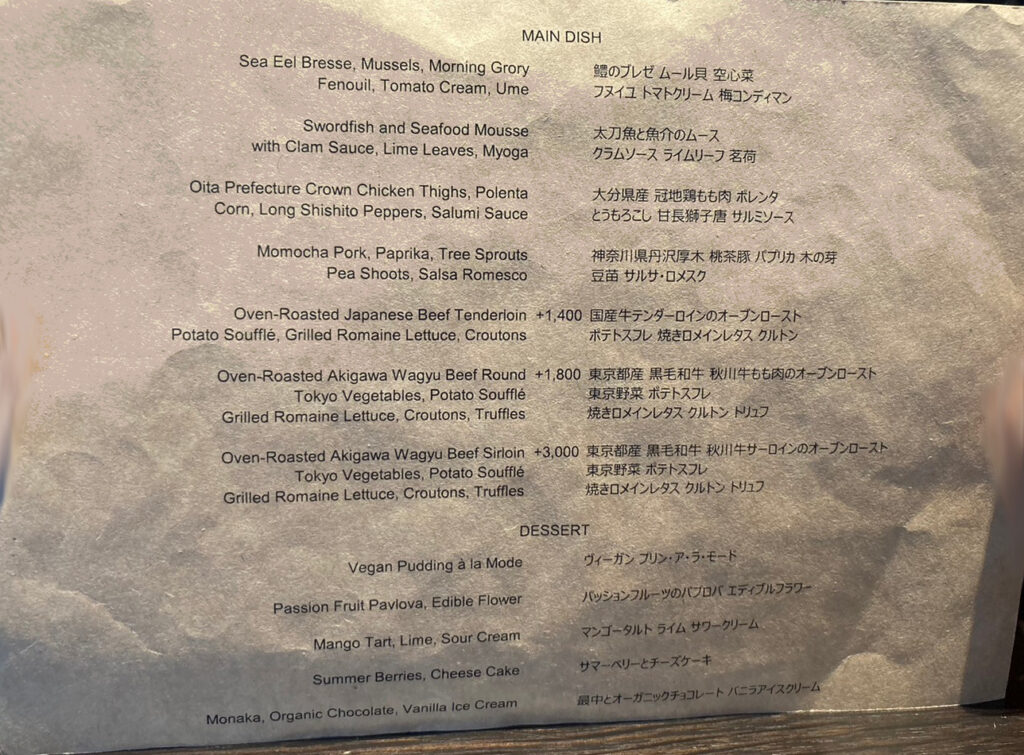 MAIN DISH
Sea Eel Bresse, Mussels, Morning Grory 鱧のブレゼ ムール貝 空心菜
Fenouil, Tomato Cream, Ume フヌイユ トマトクリーム 梅コンディマン
Swordfish and Seafood Mousse 太刀魚と魚介のムース
with Clam Sauce, Lime Leaves, Myoga クラムソース ライムリーフ 茗荷
Oita Prefecture Crown Chicken Thighs, Polenta 大分県産 冠地鶏もも肉 ポレンタ
Corn, Long Shishito Peppers, Salumi Sauce とうもろこし 甘長獅子唐 サルミソース
Momocha Pork, Paprika, Tree Sprouts 神奈川県丹沢厚木 桃茶豚 パプリカ 木の芽
Pea Shoots, Salsa Romesco 豆苗 サルサ・ロメスク
Oven-Roasted Japanese Beef Tenderloin +1,400 国産牛テンダーロインのオーブンロースト
Potato Soufflé, Grilled Romaine Lettuce, Croutons ポテトスフレ 焼きロメインレタス クルトン
Oven-Roasted Akigawa Wagyu Beef Round +1,800 東京都産 黒毛和牛 秋川牛もも肉のオーブンロースト
Tokyo Vegetables, Potato Soufflé 東京野菜 ポテトスフレ
Grilled Romaine Lettuce, Croutons, Truffles 焼きロメインレタス クルトン トリュフ
Oven-Roasted Akigawa Wagyu Beef Sirloin +3,000 東京都産 黒毛和牛 秋川牛サーロインのオーブンロースト
Tokyo Vegetables, Potato Soufflé 東京野菜 ポテトスフレ
Grilled Romaine Lettuce, Croutons, Truffles 焼きロメインレタス クルトン トリュフ
DESSERT
Vegan Pudding à la Mode ヴィーガン プリン・ア・ラ・モード
Passion Fruit Pavlova, Edible Flower パッションフルーツのパブロバ エディブルフラワー
Mango Tart, Lime, Sour Cream マンゴータルト ライム サワークリーム
Summer Berries, Cheese Cake サマーベリーとチーズケーキ
Monaka, Organic Chocolate, Vanilla Ice Cream 最中とオーガニックチョコレート バニラアイスクリーム